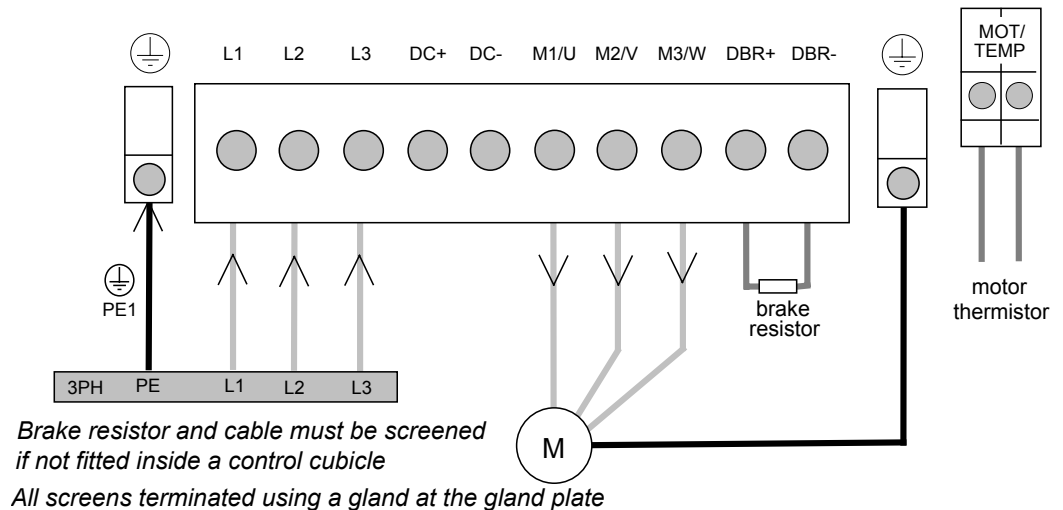 MOT/
TEMP
L1 L2 L3 DC+ DC- M1/U M2/V M3/W DBR+ DBR-
PE1
brake
resistor
motor
thermistor
3PH PE L1 L2 L3
M
Brake resistor and cable must be screened
if not fitted inside a control cubicle
All screens terminated using a gland at the gland plate